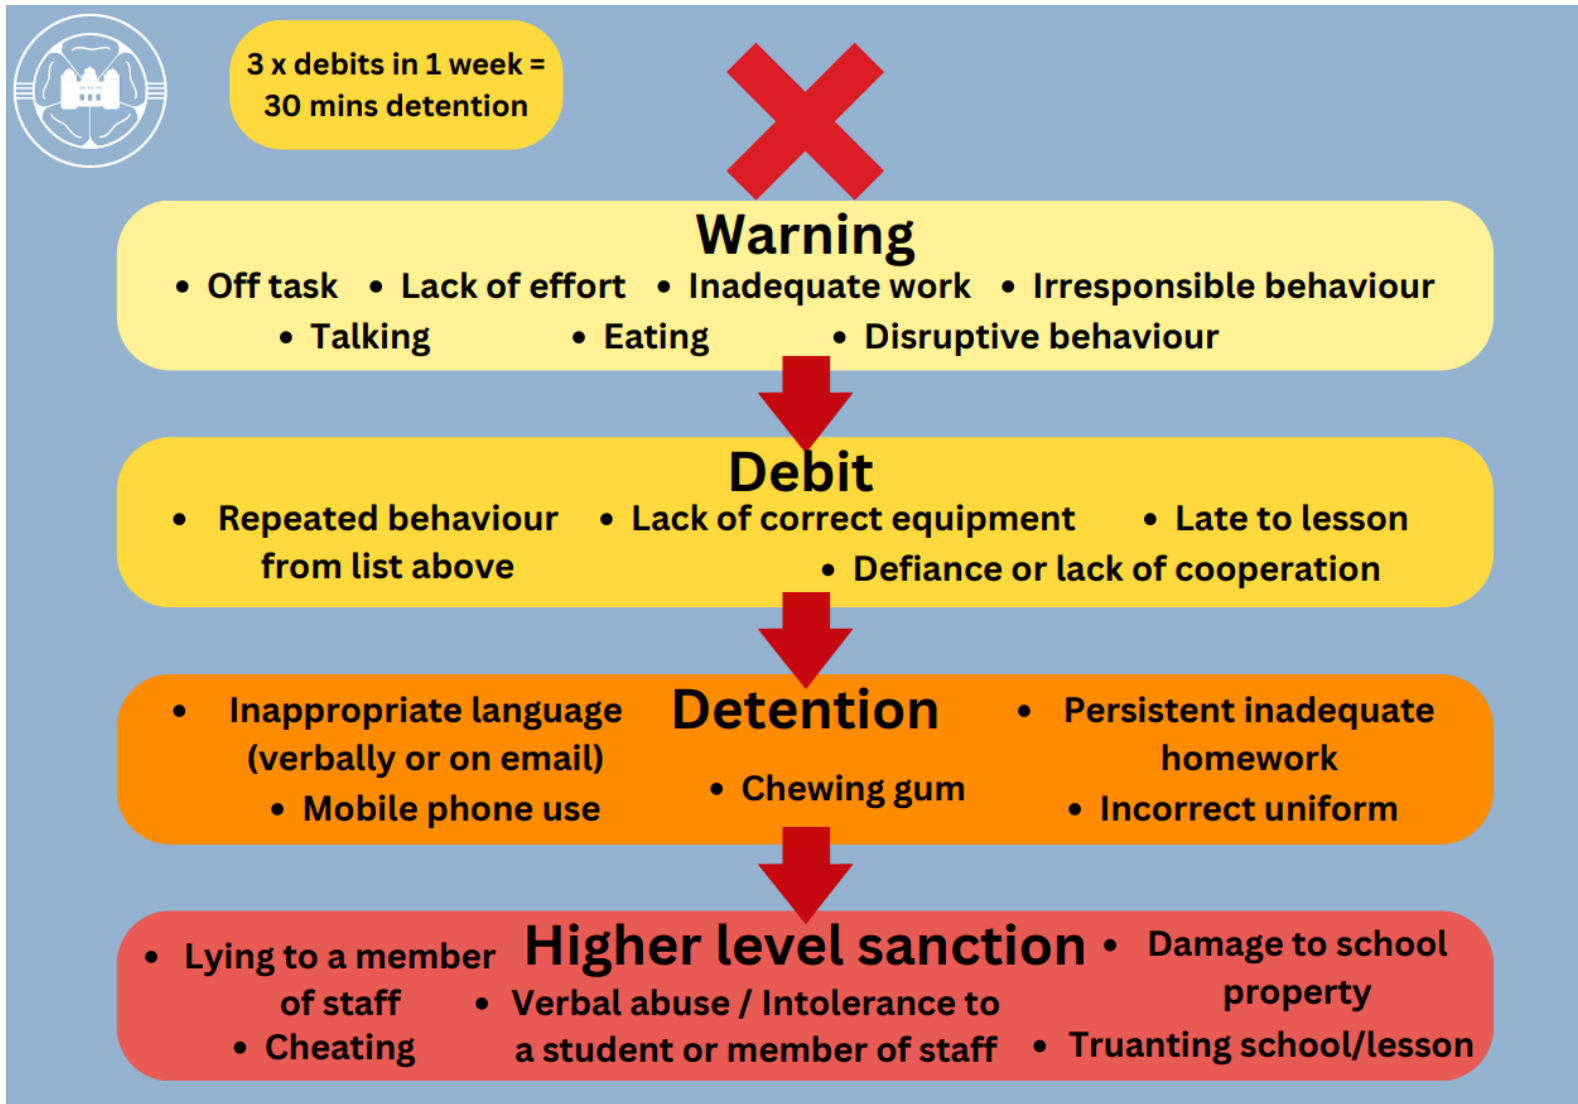 3 x debits in 1 week =
30 mins detention
Warning
• Off task • Lack of effort • Inadequate work • Irresponsible behaviour
• Talking • Eating • Disruptive behaviour
Debit
• Repeated behaviour
from list above
• Lack of correct equipment
• Late to lesson
• Defiance or lack of cooperation
Detention
• Inappropriate language
(verbally or on email)
• Mobile phone use
• Chewing gum
• Persistent inadequate
homework
• Incorrect uniform
Higher level sanction
• Lying to a member
of staff
• Cheating
• Verbal abuse / Intolerance to
a student or member of staff
• Damage to school
property
• Truanting school/lesson